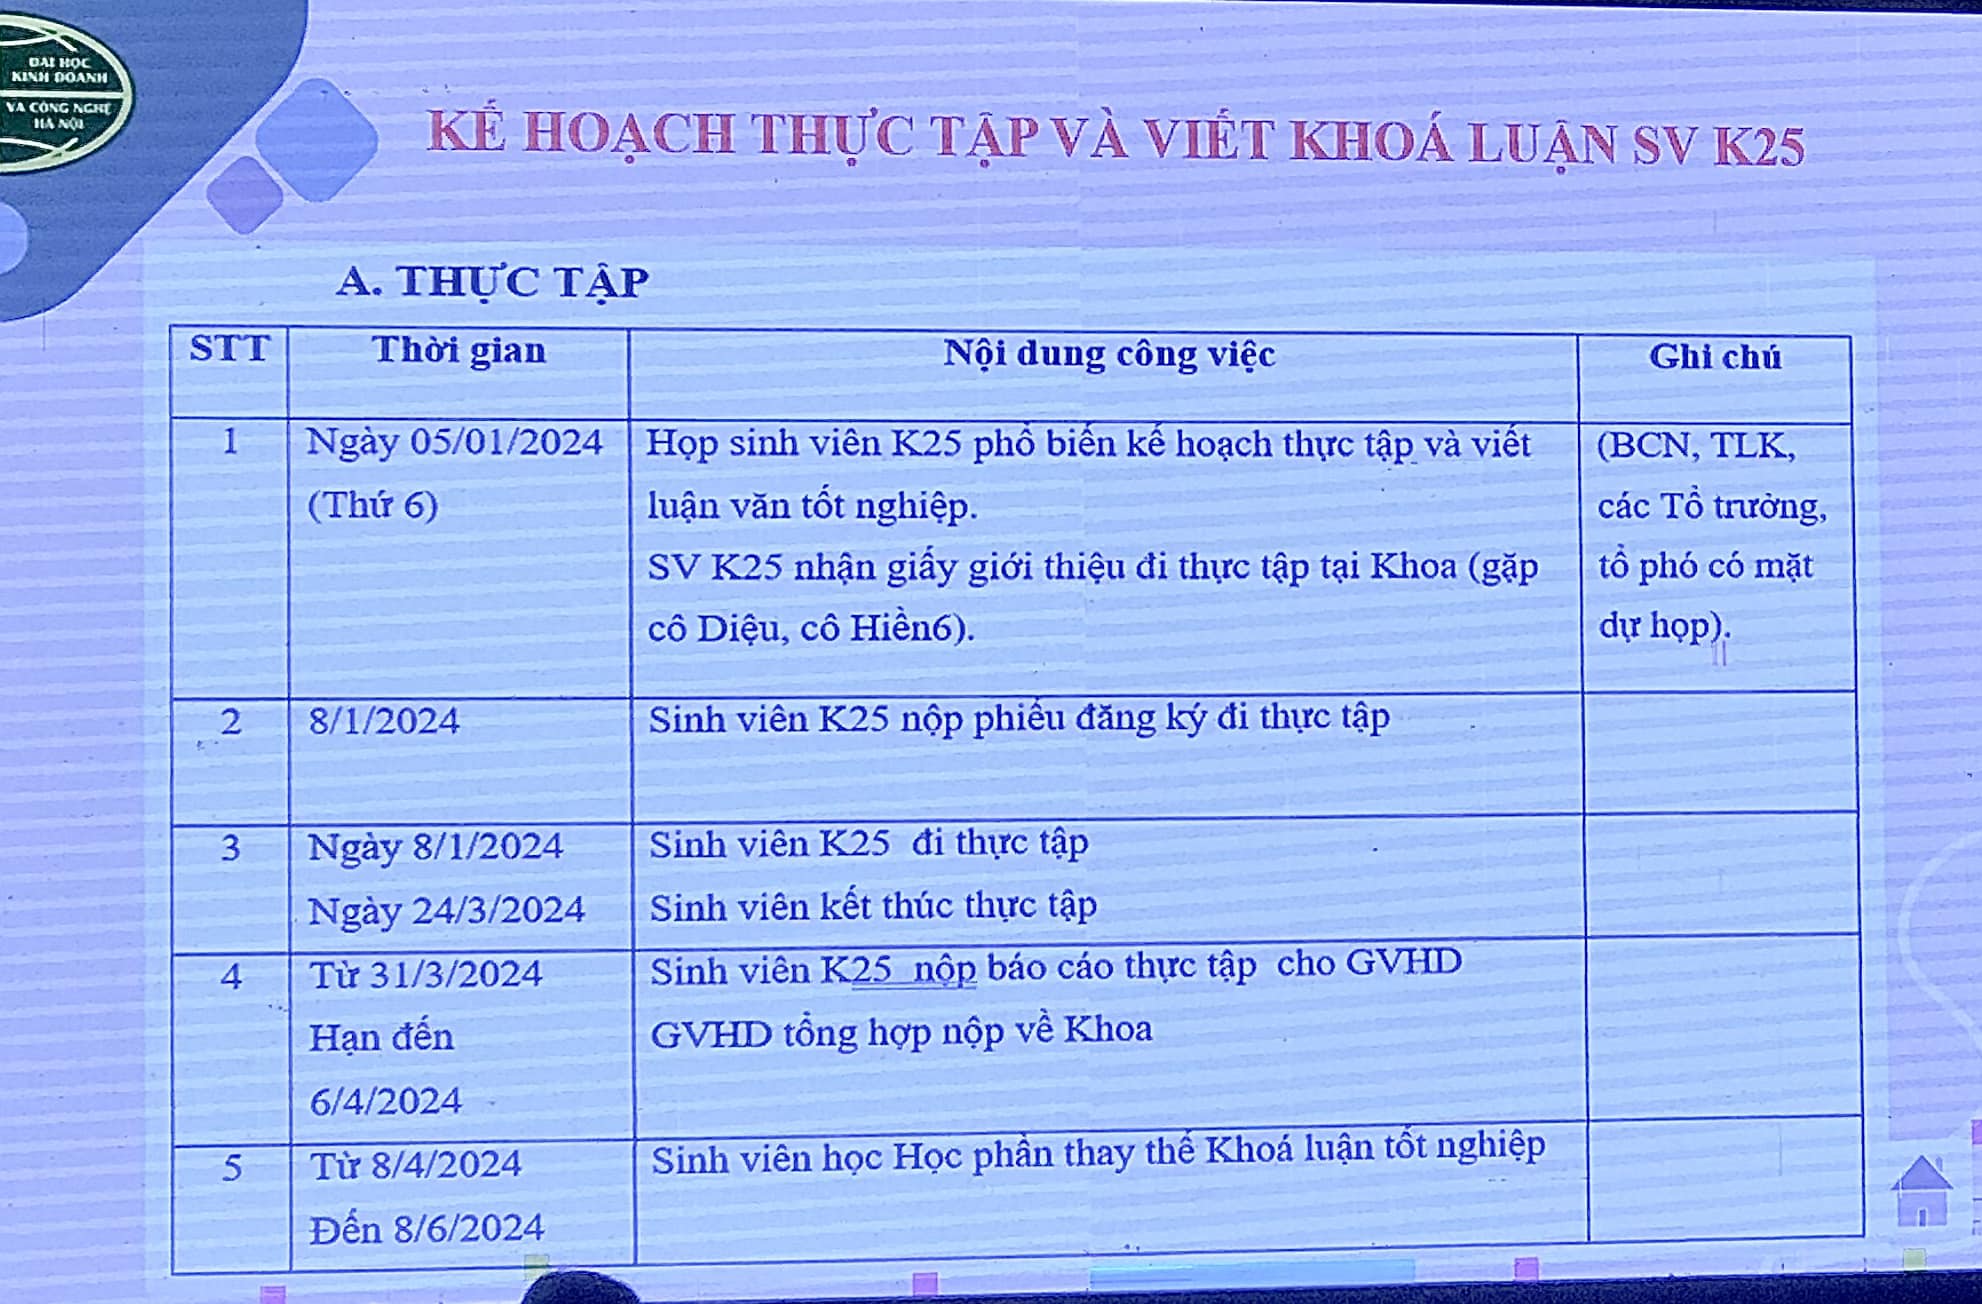 ĐẠI HỌC
KINH DOANH
VÀ CÔNG NGHỆ
HÀ NỘI
KẾ HOẠCH THỰC TẬP VÀ VIẾT KHOÁ LUẬN SV K25
A. THỰC TẬP
STT Thời gian Nội dung công việc Ghi chú
1 Ngày 05/01/2024 Họp sinh viên K25 phổ biến kế hoạch thực tập và viết (BCN, TLK,
(Thứ 6) luận văn tốt nghiệp. các Tổ trưởng,
SV K25 nhận giấy giới thiệu đi thực tập tại Khoa (gặp tổ phó có mặt
cô Diệu, cô Hiền6). dự họp).
2 8/1/2024 Sinh viên K25 nộp phiếu đăng ký đi thực tập
3 Ngày 8/1/2024 Sinh viên K25 đi thực tập
Ngày 24/3/2024 Sinh viên kết thúc thực tập
4 Từ 31/3/2024 Sinh viên K25 nộp báo cáo thực tập cho GVHD
Hạn đến GVHD tổng hợp nộp về Khoa
6/4/2024
5 Từ 8/4/2024 Sinh viên học Học phần thay thế Khoá luận tốt nghiệp
Đến 8/6/2024